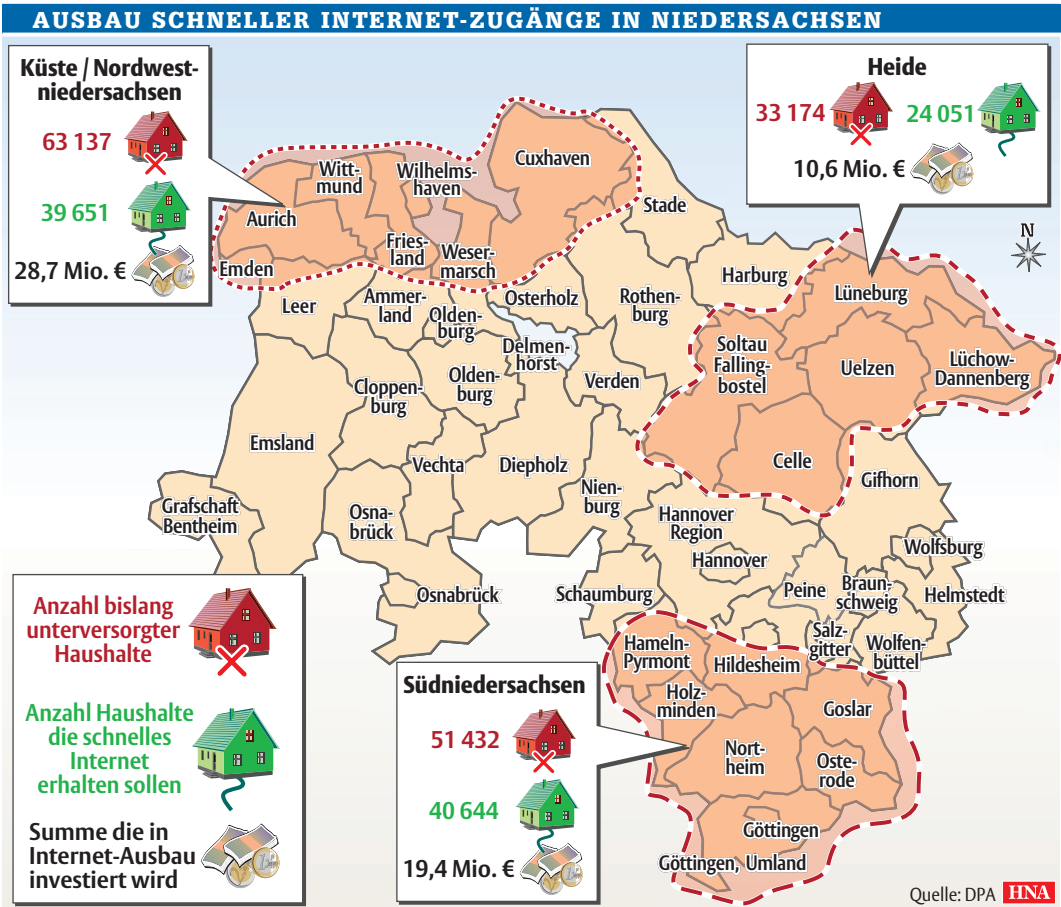 AUSBAU SCHNELLER INTERNET-ZUGÄNGE IN NIEDERSACHSEN
Küste / Nordwest-
niedersachsen
63 137
39 651
28,7 Mio. €
Heide
33 174
24 051
10,6 Mio. €
N
Cuxhaven
Witt-
mund
Wilhelms-
haven
Aurich
Fries-
land
Weser-
marsch
Emden
Stade
Harburg
Lüneburg
Leer
Ammer-
land
Olden-
burg
Osterholz
Rothen-
burg
Delmen-
horst
Soltau
Falling-
bostel
Uelzen
Lüchow-
Dannenberg
Cloppen-
burg
Olden-
burg
Verden
Emsland
Vechta
Diepholz
Celle
Gifhorn
Nien-
burg
Grafschaft
Bentheim
Osna-
brück
Hannover
Region
Hannover
Wolfsburg
Osnabrück
Schaumburg
Peine
Braun-
schweig
Helmstedt
Salz-
gitter
Wolfen-
büttel
Hameln-
Pyrmont
Hildesheim
Holz-
minden
Goslar
Nort-
heim
Oste-
rode
Göttingen
Göttingen, Umland
Anzahl bislang
unterversorgter
Haushalte
Anzahl Haushalte
die schnelles
Internet
erhalten sollen
Summe die in
Internet-Ausbau
investiert wird
Südniedersachsen
51 432
40 644
19,4 Mio. €
Quelle: DPA HNA